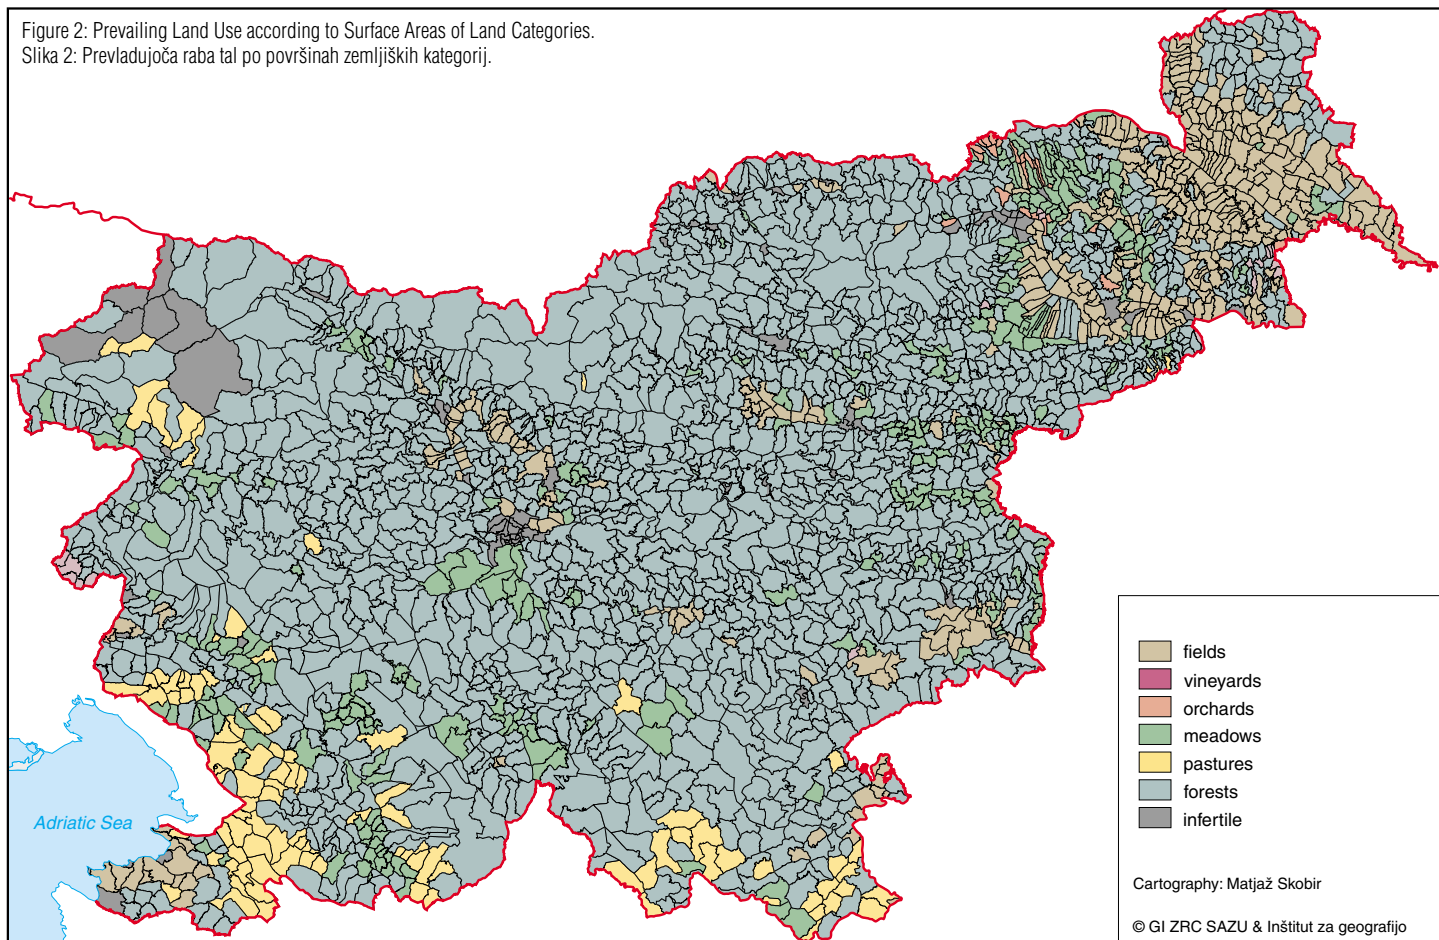 Figure 2: Prevailing Land Use according to Surface Areas of Land Categories.
Slika 2: Prevladujoča raba tal po površinah zemljiških kategorij.
Adriatic Sea
fields
vineyards
orchards
meadows
pastures
forests
infertile
Cartography: Matjaž Skobir
© GI ZRC SAZU & Inštitut za geografijo